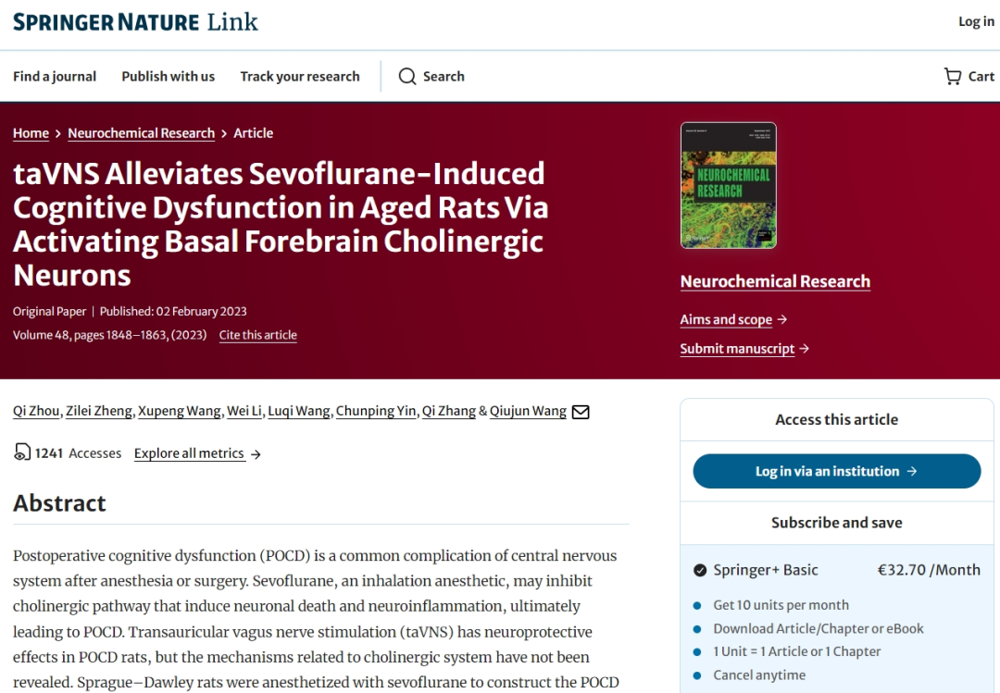 SPRINGER NATURE Link
Log in
Find a journal
Publish with us
Track your research
Search
Cart
Home > Neurochemical Research > Article
taVNS Alleviates Sevoflurane-Induced
Cognitive Dysfunction in Aged Rats Via
Activating Basal Forebrain Cholinergic
Neurons
Original Paper | Published: 02 February 2023
Volume 48, pages 1848–1863, (2023) Cite this article
NEUROCHEMICAL
RESEARCH
Neurochemical Research
Aims and scope →
Submit manuscript →
Qi Zhou, Zilei Zheng, Xupeng Wang, Wei Li, Luqi Wang, Chunping Yin, Qi Zhang & Qiujun Wang
1241 Accesses Explore all metrics →
Abstract
Postoperative cognitive dysfunction (POCD) is a common complication of central nervous
system after anesthesia or surgery. Sevoflurane, an inhalation anesthetic, may inhibit
cholinergic pathway that induce neuronal death and neuroinflammation, ultimately
leading to POCD. Transauricular vagus nerve stimulation (taVNS) has neuroprotective
effects in POCD rats, but the mechanisms related to cholinergic system have not been
revealed. Sprague–Dawley rats were anesthetized with sevoflurane to construct the POCD
Access this article
Log in via an institution →
Subscribe and save
Springer+ Basic €32.70 /Month
Get 10 units per month
Download Article/Chapter or eBook
1 Unit = 1 Article or 1 Chapter
Cancel anytime